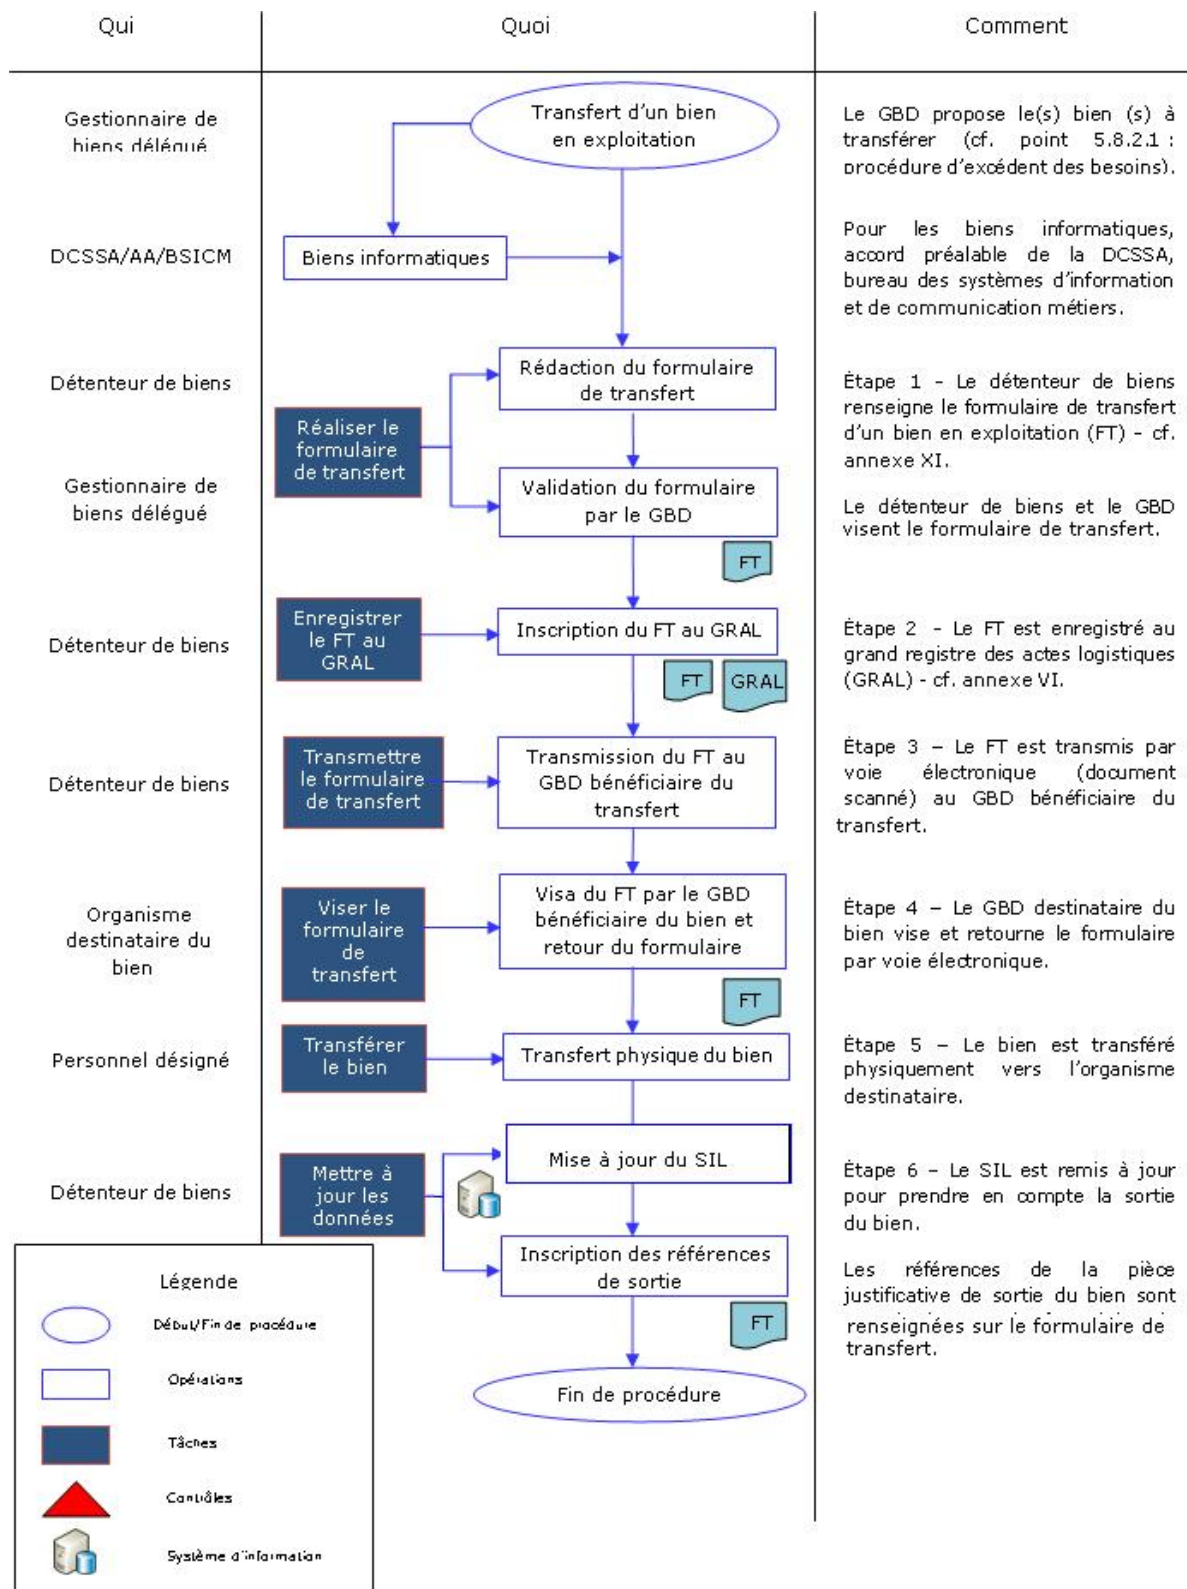 Qui
Quoi
Comment
Gestionnaire de
biens délégué
Transfert d'un bien
en exploitation
Le GBD propose le(s) bien (s) à
transférer (cf. point 5.8.2.1 :
procédure d'excédent des besoins).
DCSSA/AA/BSICM
Biens informatiques
Pour les biens informatiques,
accord préalable de la DCSSA,
bureau des systèmes d'information
et de communication métiers.
Détenteur de biens
Rédaction du formulaire
de transfert
Étape 1 - Le détenteur de biens
renseigne le formulaire de transfert
d'un bien en exploitation (FT) - cf.
annexe XI.
Réaliser le
formulaire
de transfert
Gestionnaire de
biens délégué
Validation du formulaire
par le GBD
Le détenteur de biens et le GBD
visent le formulaire de transfert.
FT
Détenteur de biens
Enregistrer
le FT au
GRAL
Inscription du FT au GRAL
Étape 2 - Le FT est enregistré au
grand registre des actes logistiques
(GRAL) - cf. annexe VI.
FT
GRAL
Détenteur de biens
Transmettre
le formulaire
de transfert
Transmission du FT au
GBD bénéficiaire du
transfert
Étape 3 – Le FT est transmis par
voie électronique (document
scanné) au GBD bénéficiaire du
transfert.
Organisme
destinataire du
bien
Viser le
formulaire
de
transfert
Visa du FT par le GBD
bénéficiaire du bien et
retour du formulaire
Étape 4 – Le GBD destinataire du
bien vise et retourne le formulaire
par voie électronique.
FT
Personnel désigné
Transférer
le bien
Transfert physique du bien
Étape 5 – Le bien est transféré
physiquement vers l'organisme
destinataire.
Détenteur de biens
Mettre à
jour les
données
Mise à jour du SIL
Étape 6 – Le SIL est remis à jour
pour prendre en compte la sortie
du bien.
Inscription des références
de sortie
Les références de la pièce
justificative de sortie du bien sont
renseignées sur le formulaire de
transfert.
FT
Fin de procédure
Légende
Début/Fin de procédure
Opérations
Tâches
Contrôles
Système d'information